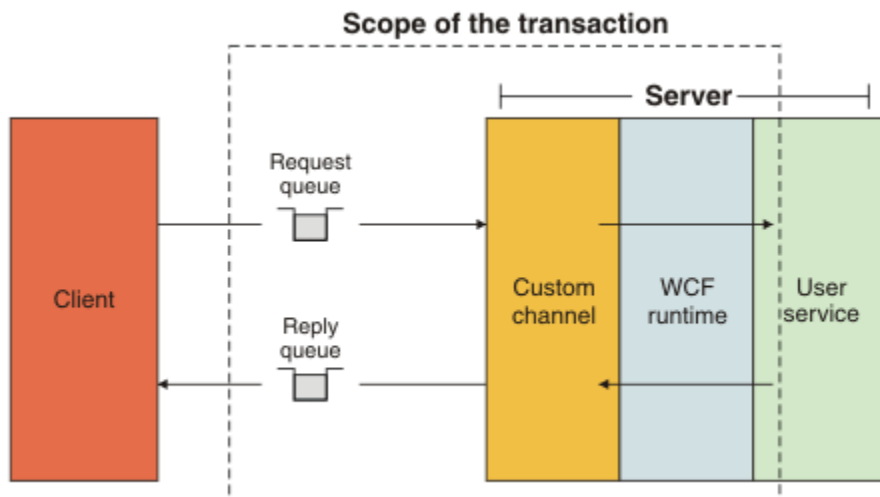 Scope of the transaction
Server
Request
queue
Client
Custom
channel
WCF
runtime
User
service
Reply
queue